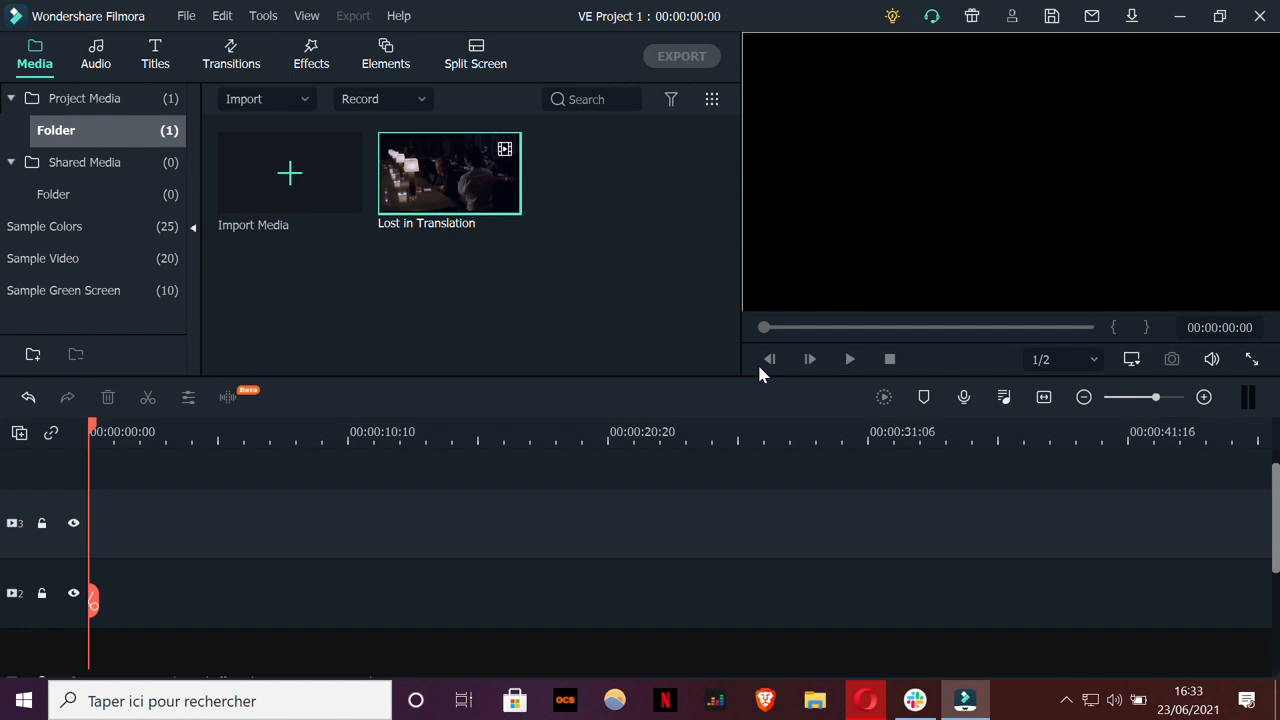 Wondershare Filmora File Edit Tools View Export Help VE Project 1 : 00:00:00:00
Media Audio Titles Transitions Effects Elements Split Screen EXPORT
Project Media (1) Import Record Search
Folder (1)
Shared Media (0)
Folder (0)
Sample Colors (25) Import Media Lost in Translation
Sample Video (20)
Sample Green Screen (10)
00:00:00:00
1/2
Beta
00:00:00:00 00:00:10:10 00:00:20:20 00:00:31:06 00:00:41:16
3
2
Taper ici pour rechercher ocs N 16:33
23/06/2021